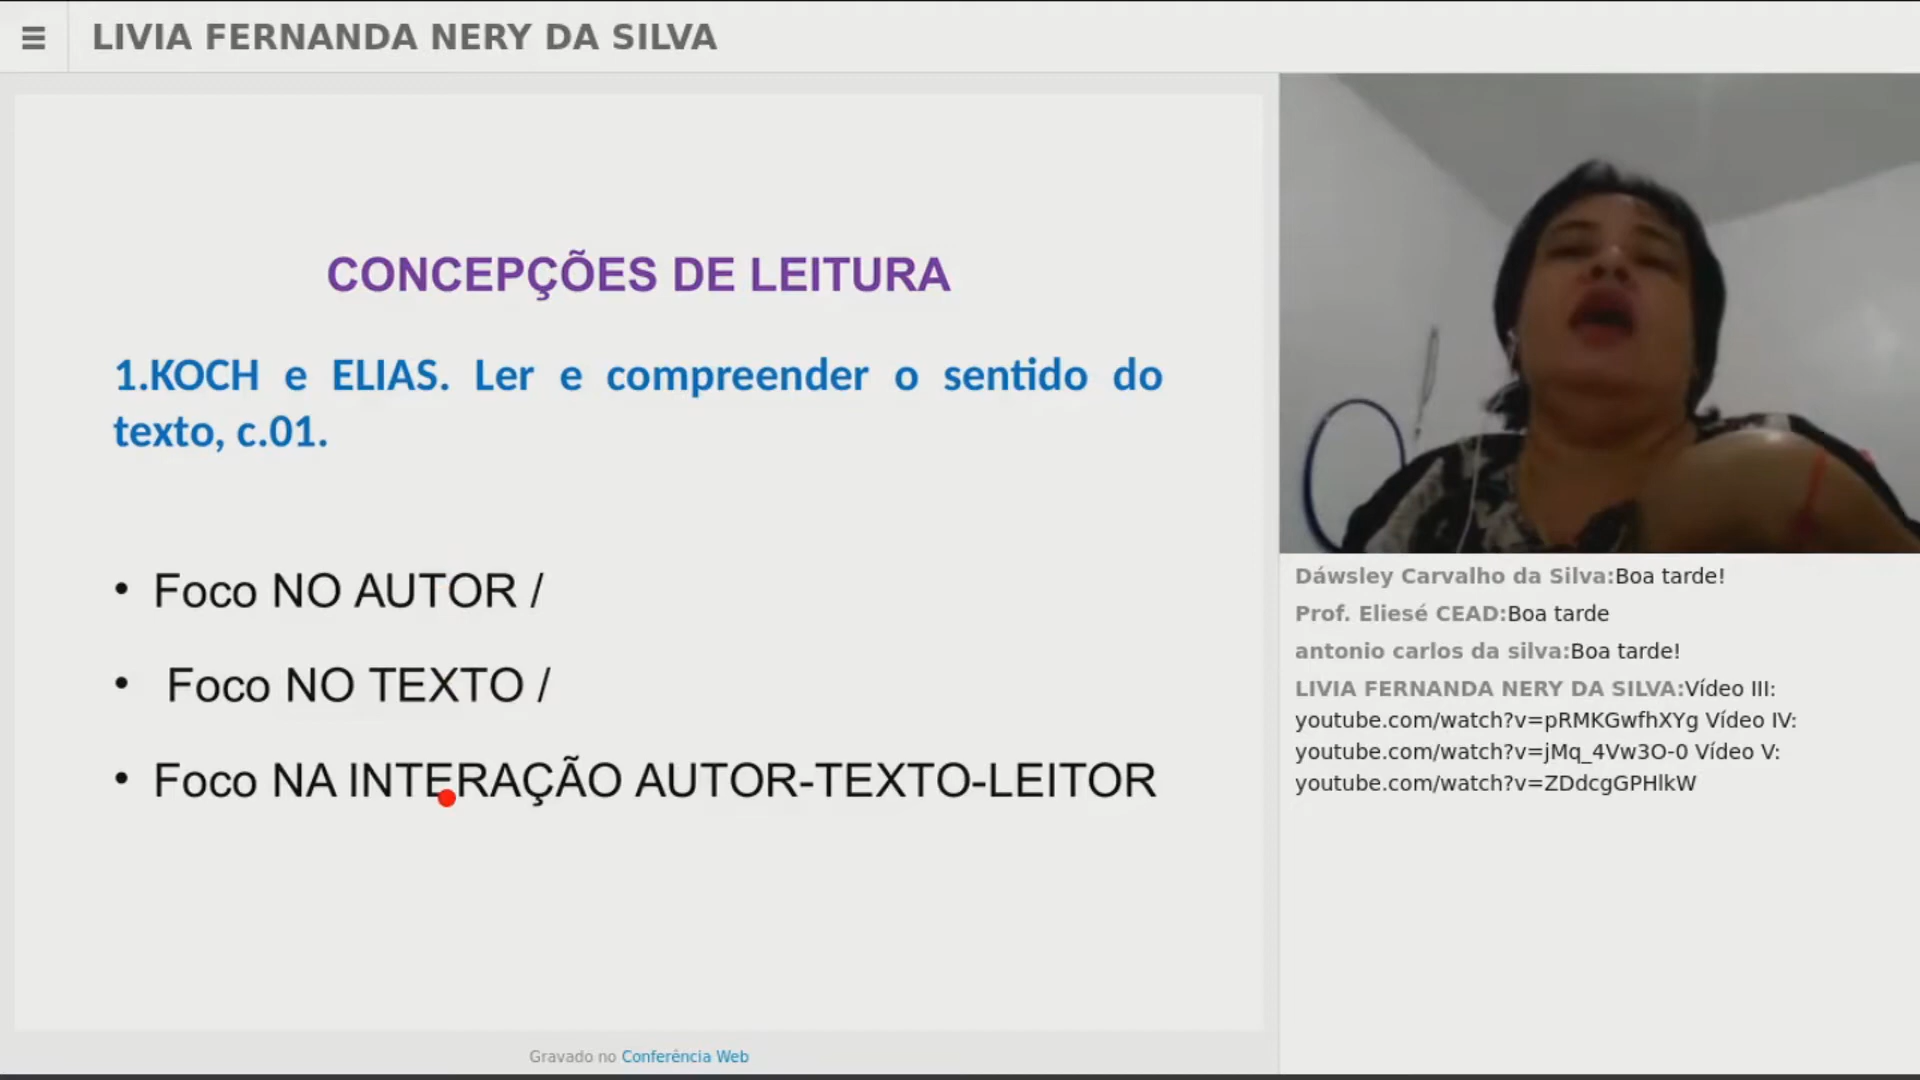 LIVIA FERNANDA NERY DA SILVA
CONCEPÇÕES DE LEITURA
1.KOCH e ELIAS. Ler e compreender o sentido do
texto, c.01.
• Foco NO AUTOR /
• Foco NO TEXTO /
• Foco NA INTERAÇÃO AUTOR-TEXTO-LEITOR
Gravado no Conferência Web
Dáwsley Carvalho da Silva:Boa tarde!
Prof. Eliesé CEAD:Boa tarde
antonio carlos da silva:Boa tarde!
LIVIA FERNANDA NERY DA SILVA:Vídeo III:
youtube.com/watch?v=pRMKGwfhXYg Vídeo IV:
youtube.com/watch?v=jMq_4Vw3O-0 Vídeo V:
youtube.com/watch?v=ZDdcgGPHlkW